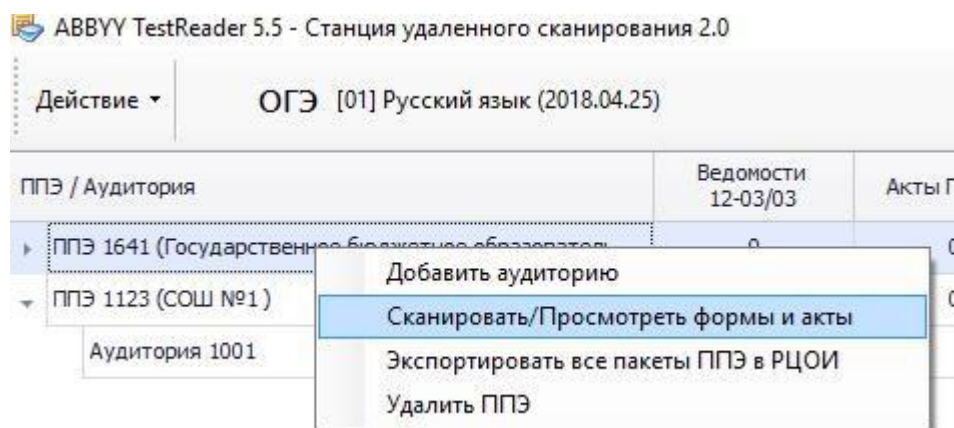 ABBYY TestReader 5.5 - Станция удаленного сканирования 2.0
Действие ОГЭ [01] Русский язык (2018.04.25)
ППЭ / Аудитория Ведомости 12-03/03 Акты
ППЭ 1641 (Государственное бюджетное 0
Добавить аудиторию
ППЭ 1123 (СОШ №1 )
Сканировать/Просмотреть формы и акты
Аудитория 1001
Экспортировать все пакеты ППЭ в РЦОИ
Удалить ППЭ